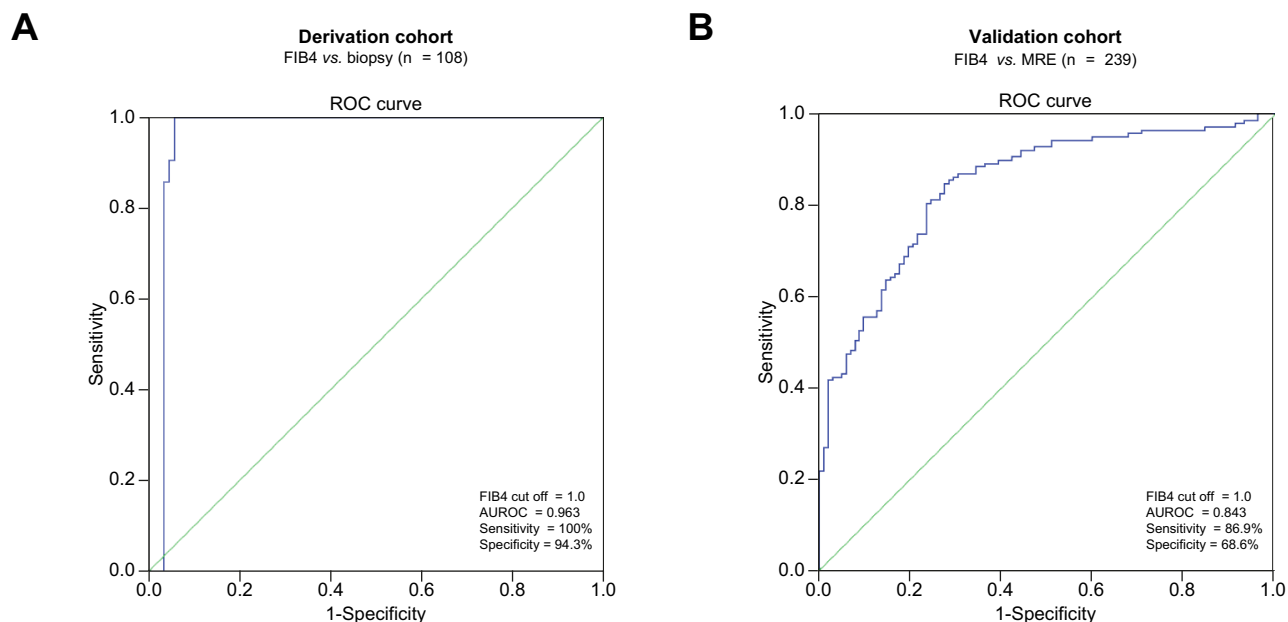 A
Derivation cohort
FIB4 vs. biopsy (n = 108)
ROC curve
1.0
0.8
0.6
0.4
0.2
0.0
Sensitivity
FIB4 cut off = 1.0
AUROC = 0.963
Sensitivity = 100%
Specificity = 94.3%
0.0 0.2 0.4 0.6 0.8 1.0
1-Specificity
B
Validation cohort
FIB4 vs. MRE (n = 239)
ROC curve
1.0
0.8
0.6
0.4
0.2
0.0
Sensitivity
FIB4 cut off = 1.0
AUROC = 0.843
Sensitivity = 86.9%
Specificity = 68.6%
0.0 0.2 0.4 0.6 0.8 1.0
1-Specificity